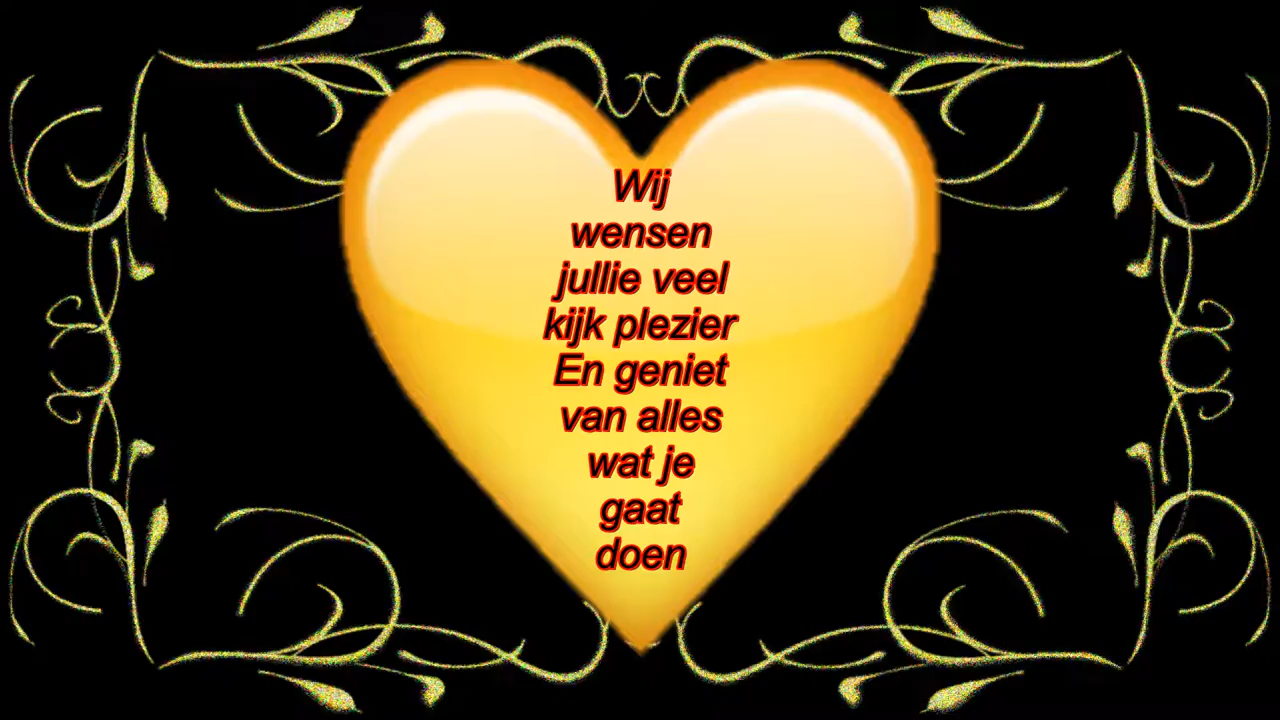 Wij
wensen
jullie veel
kijk plezier
En geniet
van alles
wat je
gaat
doen